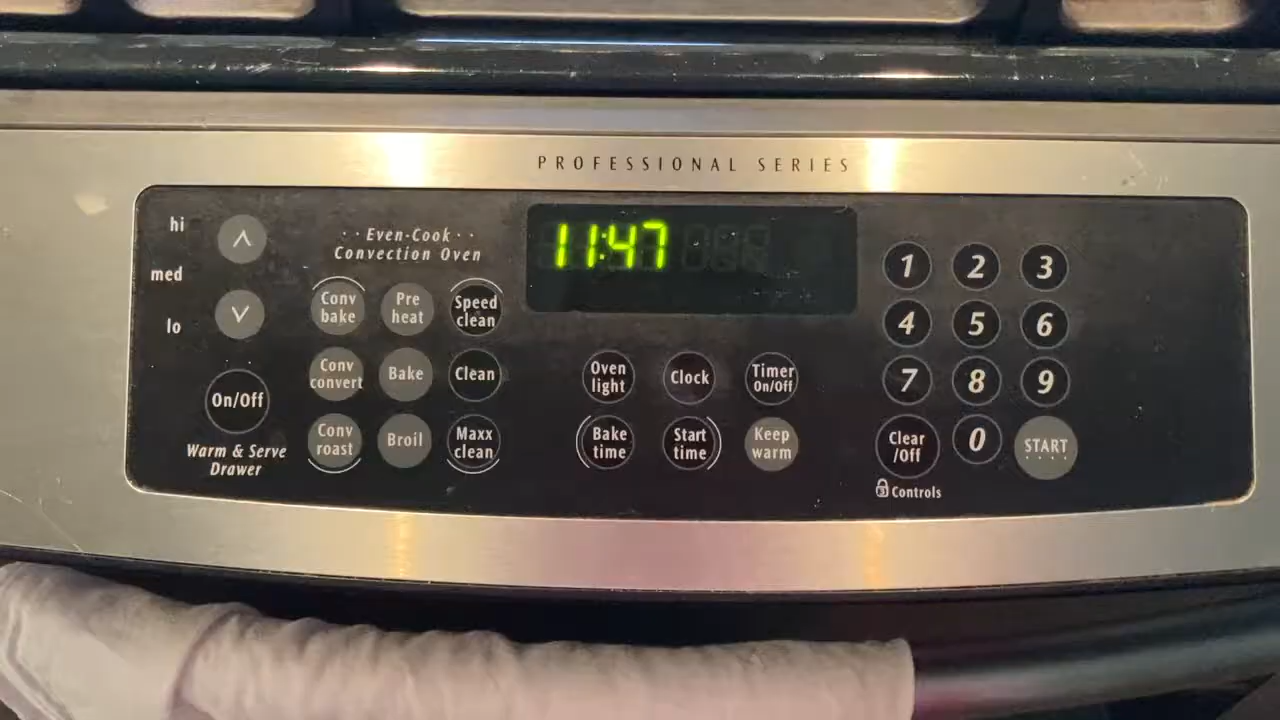 PROFESSIONAL SERIES
hi
med
lo
On/Off
Warm & Serve
Drawer
· · Even-Cook · ·
Convection Oven
Conv
bake
Pre
heat
Speed
clean
Conv
convert
Bake
Clean
Conv
roast
Broil
Maxx
clean
11:47
Oven
light
Clock
Timer
On/Off
Bake
time
Start
time
Keep
warm
1 2 3
4 5 6
7 8 9
Clear
/Off
0
START
Controls